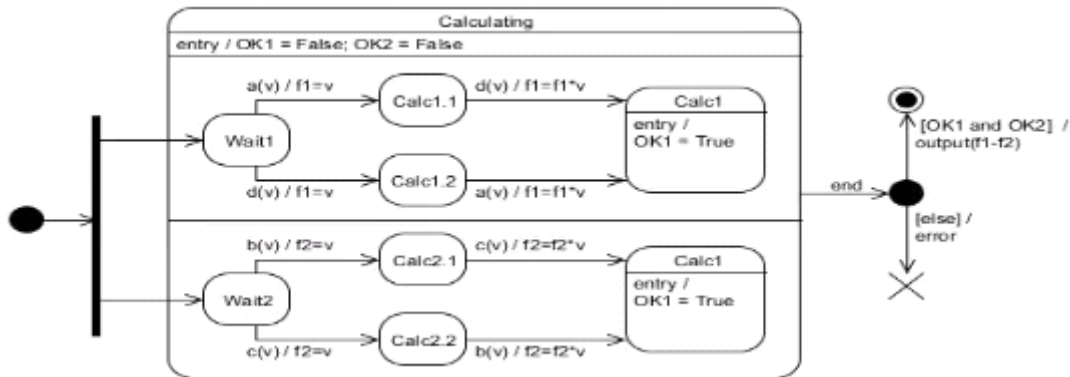 Calculating
entry / OK1 = False; OK2 = False
a(v) / f1=v
Calc1.1
d(v) / f1=f1*v
Calc1
entry /
OK1 = True
Wait1
d(v) / f1=v
Calc1.2
a(v) / f1=f1*v
[OK1 and OK2] /
output(f1-f2)
end
[else] /
error
b(v) / f2=v
Calc2.1
c(v) / f2=f2*v
Calc1
entry /
OK1 = True
Wait2
c(v) / f2=v
Calc2.2
b(v) / f2=f2*v